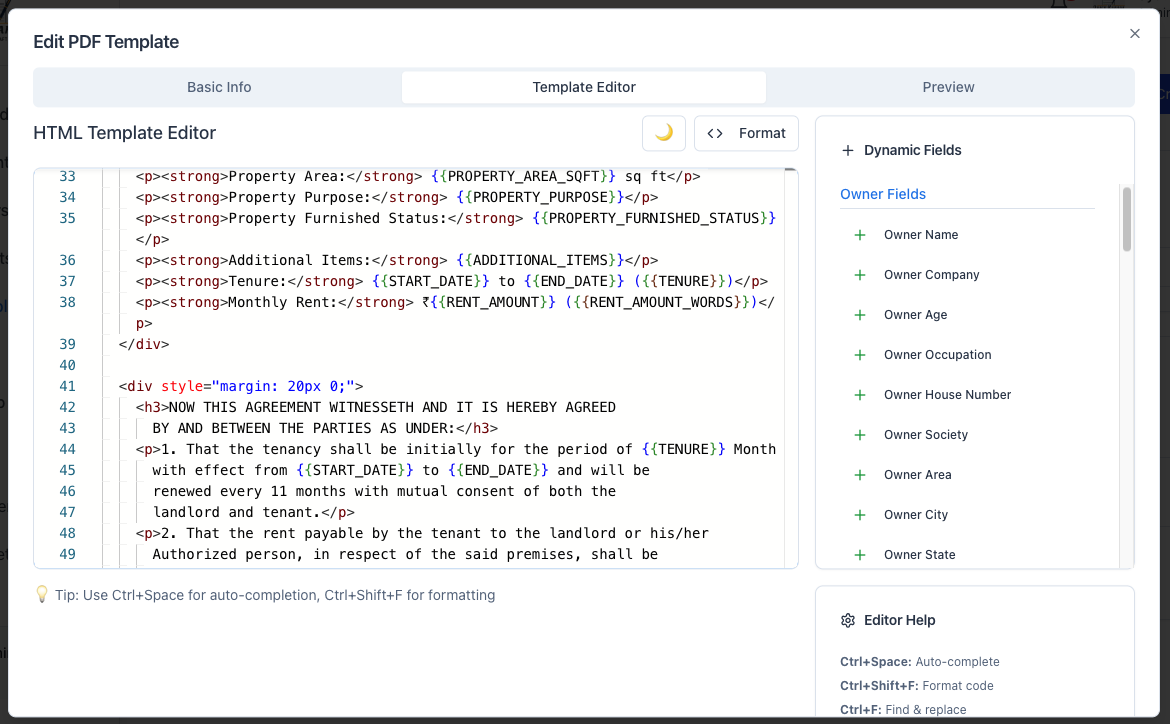 Edit PDF Template
Basic Info
Template Editor
Preview
HTML Template Editor
Format
33 <p><strong>Property Area:</strong> {{PROPERTY_AREA_SQFT}} sq ft</p>
34 <p><strong>Property Purpose:</strong> {{PROPERTY_PURPOSE}}</p>
35 <p><strong>Property Furnished Status:</strong> {{PROPERTY_FURNISHED_STATUS}}
</p>
36 <p><strong>Additional Items:</strong> {{ADDITIONAL_ITEMS}}</p>
37 <p><strong>Tenure:</strong> {{START_DATE}} to {{END_DATE}} ({{TENURE}})</p>
38 <p><strong>Monthly Rent:</strong> ₹{{RENT_AMOUNT}} ({{RENT_AMOUNT_WORDS}})</
p>
39 </div>
40
41 <div style="margin: 20px 0;">
42 <h3>NOW THIS AGREEMENT WITNESSETH AND IT IS HEREBY AGREED
43 BY AND BETWEEN THE PARTIES AS UNDER:</h3>
44 <p>1. That the tenancy shall be initially for the period of {{TENURE}} Month
45 with effect from {{START_DATE}} to {{END_DATE}} and will be
46 renewed every 11 months with mutual consent of both the
47 landlord and tenant.</p>
48 <p>2. That the rent payable by the tenant to the landlord or his/her
49 Authorized person, in respect of the said premises, shall be
Tip: Use Ctrl+Space for auto-completion, Ctrl+Shift+F for formatting
Dynamic Fields
Owner Fields
Owner Name
Owner Company
Owner Age
Owner Occupation
Owner House Number
Owner Society
Owner Area
Owner City
Owner State
Editor Help
Ctrl+Space: Auto-complete
Ctrl+Shift+F: Format code
Ctrl+F: Find & replace